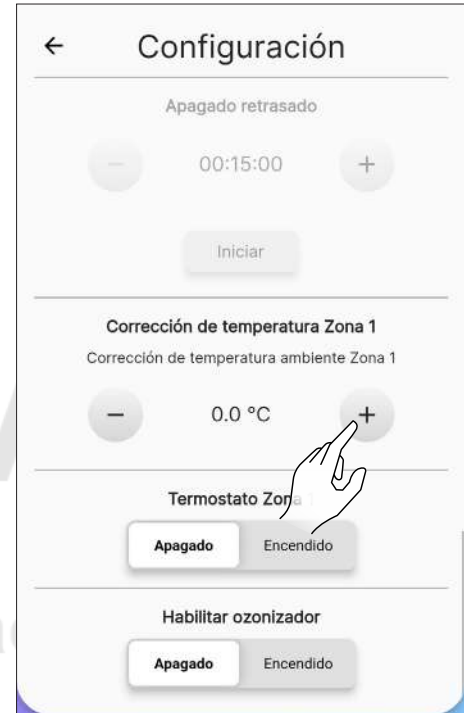 ← Configuración
Apagado retrasado
− 00:15:00 +
Iniciar
Corrección de temperatura Zona 1
Corrección de temperatura ambiente Zona 1
− 0.0 °C +
Termostato Zona 1
Apagado Encendido
Habilitar ozonizador
Apagado Encendido